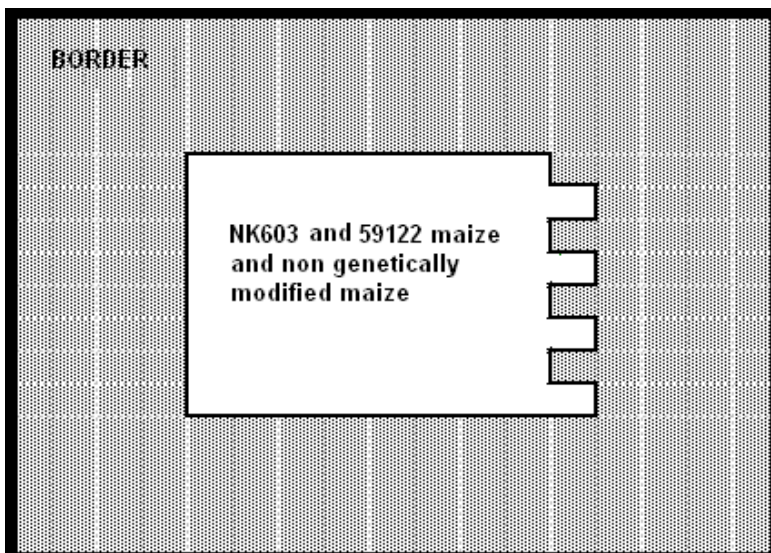 BORDER
NK603 and 59122 maize
and non genetically
modified maize